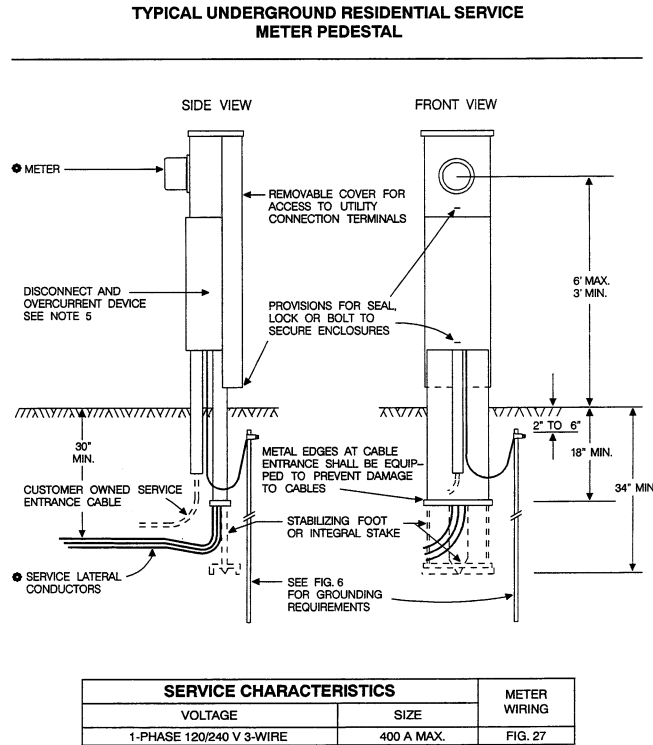 TYPICAL UNDERGROUND RESIDENTIAL SERVICE
METER PEDESTAL
SIDE VIEW
FRONT VIEW
METER
REMOVABLE COVER FOR
ACCESS TO UTILITY
CONNECTION TERMINALS
6' MAX.
3' MIN.
DISCONNECT AND
OVERCURRENT DEVICE
SEE NOTE 5
PROVISIONS FOR SEAL,
LOCK OR BOLT TO
SECURE ENCLOSURES
2" TO 6"
30"
MIN.
18" MIN.
METAL EDGES AT CABLE
ENTRANCE SHALL BE EQUIP-
PED TO PREVENT DAMAGE
TO CABLES
34" MIN
CUSTOMER OWNED SERVICE
ENTRANCE CABLE
STABILIZING FOOT
OR INTEGRAL STAKE
SERVICE LATERAL
CONDUCTORS
SEE FIG. 6
FOR GROUNDING
REQUIREMENTS
SERVICE CHARACTERISTICS
METER
WIRING
VOLTAGE
SIZE
1-PHASE 120/240 V 3-WIRE
400 A MAX.
FIG. 27